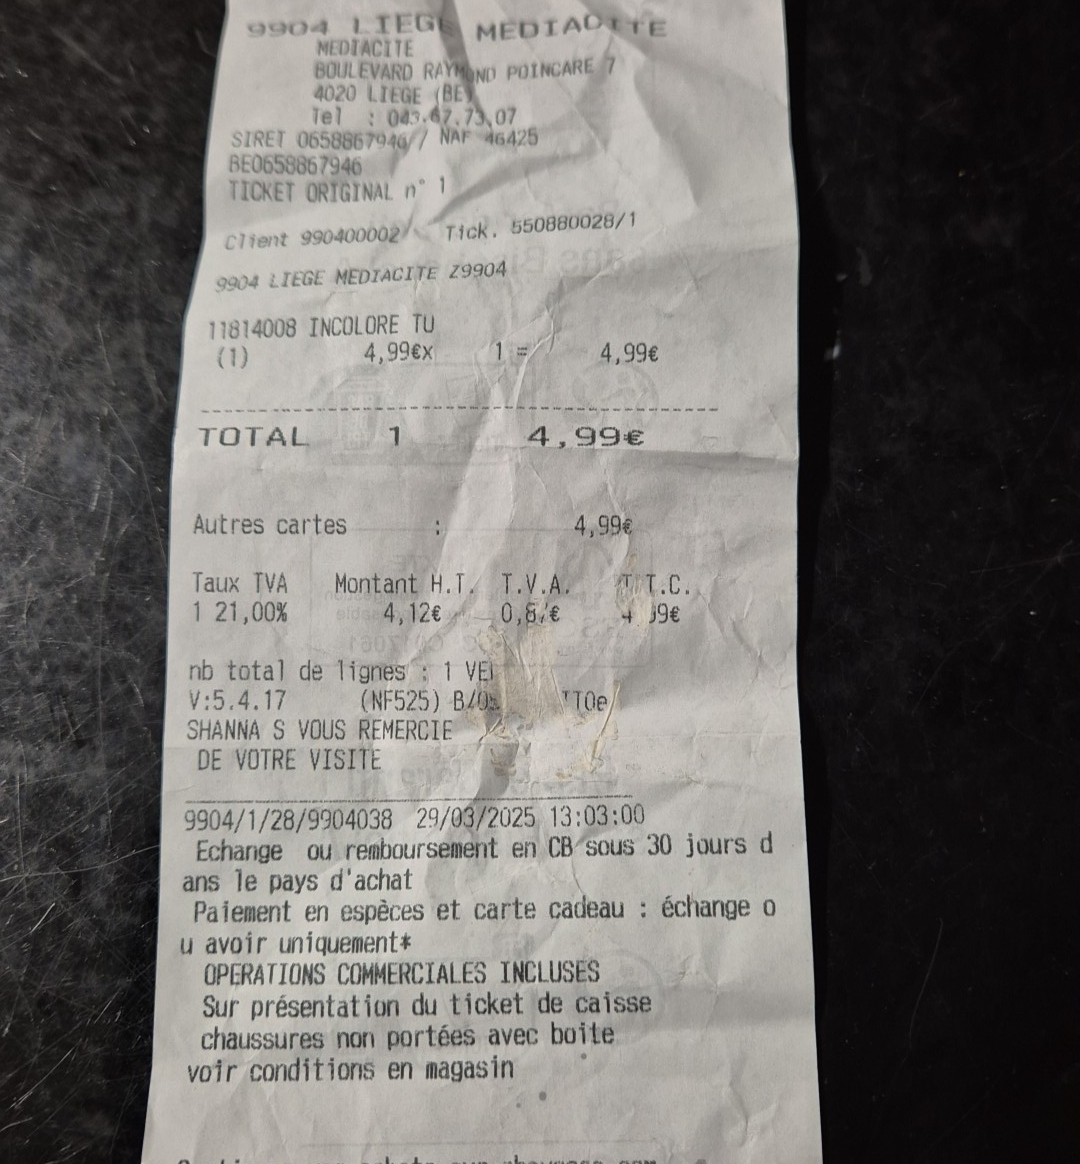 9904 LIEGE MEDIACITE
MEDIACITE
BOULEVARD RAYMOND POINCARE 7
4020 LIEGE (BE)
Tel : 043.67.73.07
SIRET 0658867946 / NAF 46425
BE0658867946
TICKET ORIGINAL n° 1
Client 990400002 Tick. 550880028/1
9904 LIEGE MEDIACITE Z9904
11814008 INCOLORE TU
(1) 4,99€x 1 = 4,99€
TOTAL 1 4,99€
Autres cartes : 4,99€
Taux TVA Montant H.T. T.V.A. T.T.C.
1 21,00% 4,12€ 0,87€ 4,99€
nb total de lignes : 1
V:5.4.17 (NF525)
SHANNA S VOUS REMERCIE
DE VOTRE VISITE
9904/1/28/9904038 29/03/2025 13:03:00
Echange ou remboursement en CB sous 30 jours d
ans le pays d'achat
Paiement en espèces et carte cadeau : échange o
u avoir uniquement*
OPERATIONS COMMERCIALES INCLUSES
Sur présentation du ticket de caisse
chaussures non portées avec boite
voir conditions en magasin